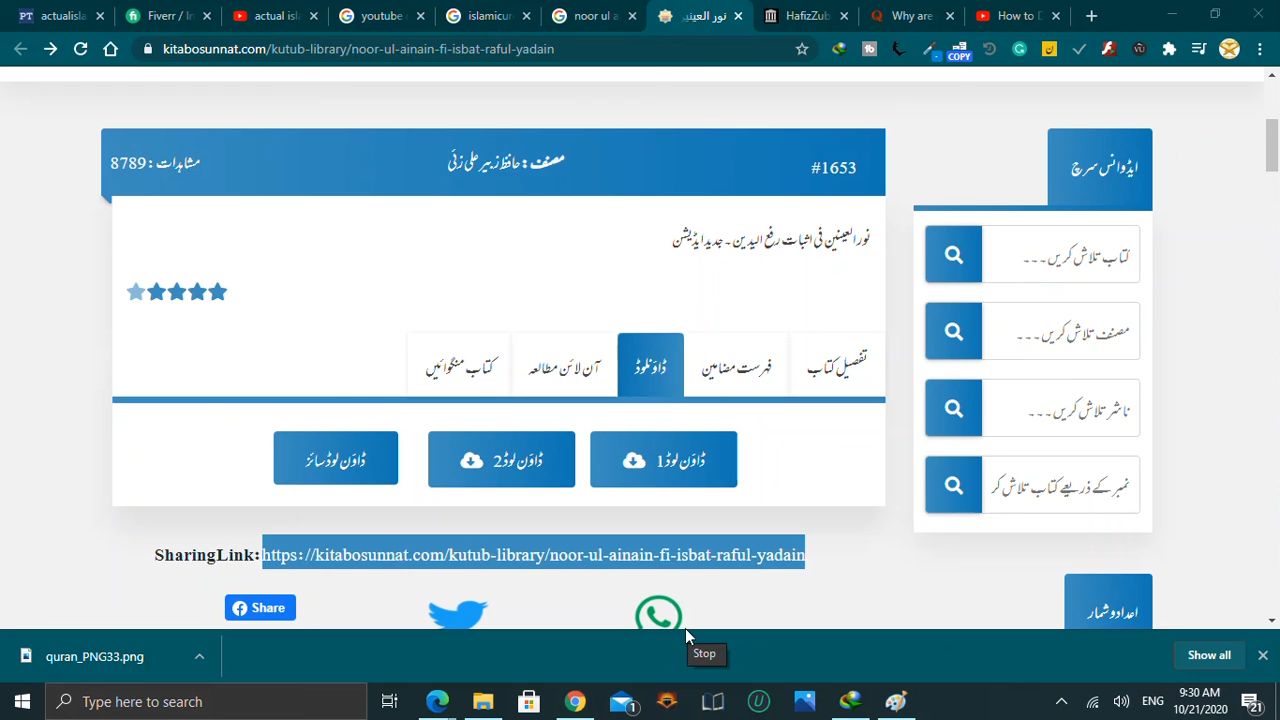 actualisla
Fiverr / In
actual isl
youtube
islamicur
noor ul a
نور العینین
HafizZub
Why are
How to D
kitabosunnat.com/kutub-library/noor-ul-ainain-fi-isbat-raful-yadain
COPY
#1653
مصنف : حافظ زبیر علی زئی
مشاہدات : 8789
نور العینین فی اثبات رفع الیدین ۔ جدید ایڈیشن
تفصیل کتاب
فہرست مضامین
ڈاؤنلوڈ
آن لائن مطالعہ
کتاب منگوائیں
ڈاؤن لوڈ 1
ڈاؤن لوڈ 2
ڈاؤن لوڈ سائز
SharingLink: https://kitabosunnat.com/kutub-library/noor-ul-ainain-fi-isbat-raful-yadain
Share
ایڈوانس سرچ
کتاب تلاش کریں ۔۔۔
مصنف تلاش کریں ۔۔۔
ناشر تلاش کریں ۔۔۔
نمبر کے ذریعے کتاب تلاش کر
اعداد و شمار
Stop
quran_PNG33.png
Show all
Type here to search
1
ENG
9:30 AM
10/21/2020
21